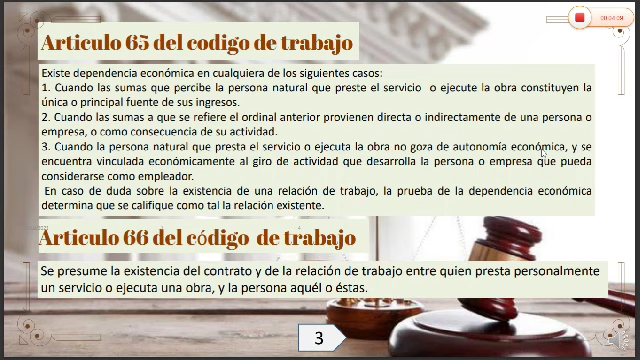 00:04:09
Articulo 65 del codigo de trabajo
Existe dependencia económica en cualquiera de los siguientes casos:
1. Cuando las sumas que percibe la persona natural que preste el servicio o ejecute la obra constituyen la
única o principal fuente de sus ingresos.
2. Cuando las sumas a que se refiere el ordinal anterior provienen directa o indirectamente de una persona o
empresa, o como consecuencia de su actividad.
3. Cuando la persona natural que presta el servicio o ejecuta la obra no goza de autonomía económica, y se
encuentra vinculada económicamente al giro de actividad que desarrolla la persona o empresa que pueda
considerarse como empleador.
En caso de duda sobre la existencia de una relación de trabajo, la prueba de la dependencia económica
determina que se califique como tal la relación existente.
Articulo 66 del código de trabajo
Se presume la existencia del contrato y de la relación de trabajo entre quien presta personalmente
un servicio o ejecuta una obra, y la persona aquél o éstas.
3